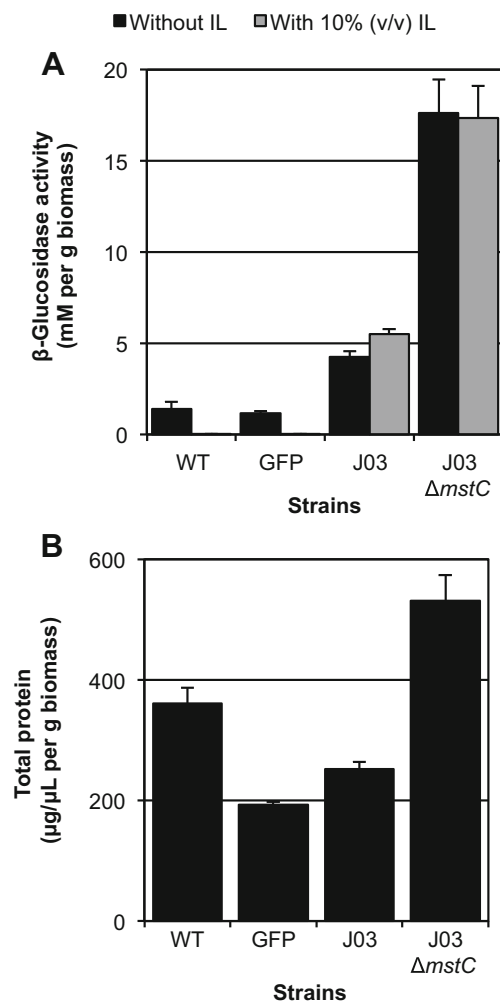 Without IL With 10% (v/v) IL
A
β-Glucosidase activity
(mM per g biomass)
20
15
10
5
0
WT GFP J03 J03
ΔmstC
Strains
B
Total protein
(µg/µL per g biomass)
600
400
200
0
WT GFP J03 J03
ΔmstC
Strains